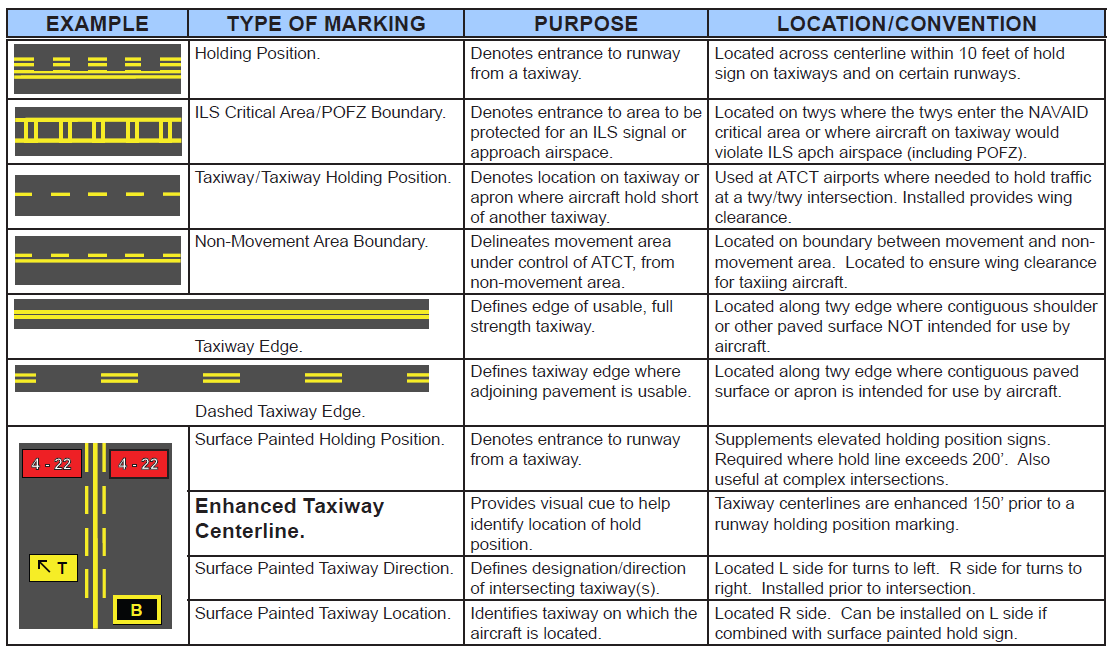 EXAMPLE TYPE OF MARKING PURPOSE LOCATION/CONVENTION
Holding Position.
Denotes entrance to runway
from a taxiway.
Located across centerline within 10 feet of hold
sign on taxiways and on certain runways.
ILS Critical Area/POFZ Boundary.
Denotes entrance to area to be
protected for an ILS signal or
approach airspace.
Located on twys where the twys enter the NAVAID
critical area or where aircraft on taxiway would
violate ILS apch airspace (including POFZ).
Taxiway/Taxiway Holding Position.
Denotes location on taxiway or
apron where aircraft hold short
of another taxiway.
Used at ATCT airports where needed to hold traffic
at a twy/twy intersection. Installed provides wing
clearance.
Non-Movement Area Boundary.
Delineates movement area
under control of ATCT, from
non-movement area.
Located on boundary between movement and non-
movement area. Located to ensure wing clearance
for taxiing aircraft.
Taxiway Edge.
Defines edge of usable, full
strength taxiway.
Located along twy edge where contiguous shoulder
or other paved surface NOT intended for use by
aircraft.
Dashed Taxiway Edge.
Defines taxiway edge where
adjoining pavement is usable.
Located along twy edge where contiguous paved
surface or apron is intended for use by aircraft.
4 - 22 4 - 22
T
B
Surface Painted Holding Position.
Denotes entrance to runway
from a taxiway.
Supplements elevated holding position signs.
Required where hold line exceeds 200’. Also
useful at complex intersections.
Enhanced Taxiway
Centerline.
Provides visual cue to help
identify location of hold
position.
Taxiway centerlines are enhanced 150’ prior to a
runway holding position marking.
Surface Painted Taxiway Direction.
Defines designation/direction
of intersecting taxiway(s).
Located L side for turns to left. R side for turns to
right. Installed prior to intersection.
Surface Painted Taxiway Location.
Identifies taxiway on which the
aircraft is located.
Located R side. Can be installed on L side if
combined with surface painted hold sign.